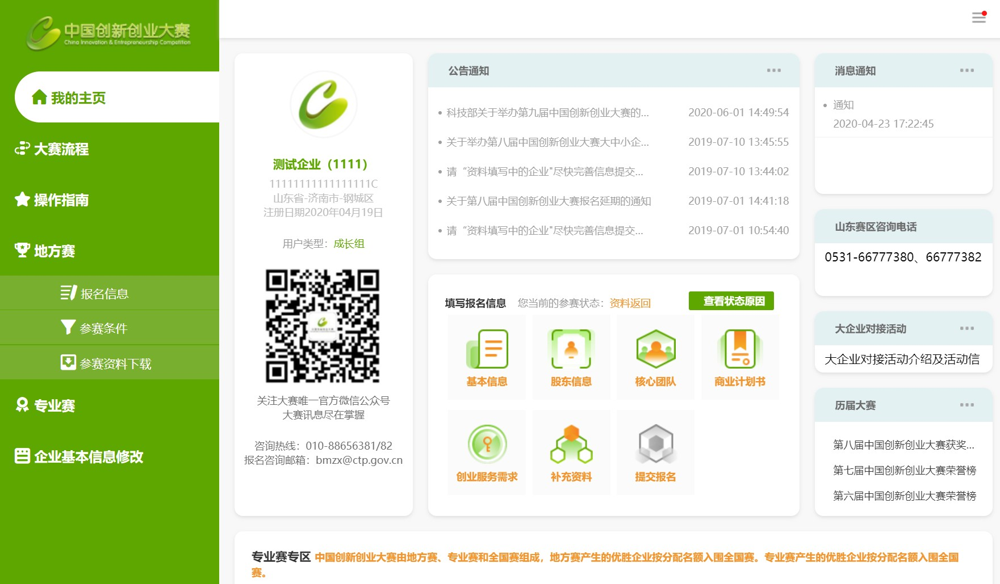 中国创新创业大赛
China Innovation & Entrepreneurship Competition
我的主页
大赛流程
操作指南
地方赛
报名信息
参赛条件
参赛资料下载
专业赛
企业基本信息修改
测试企业（1111）
11111111111111111C
山东省-济南市-钢城区
注册日期2020年04月19日
用户类型：成长组
关注大赛唯一官方微信公众号
大赛讯息尽在掌握
咨询热线：010-88656381/82
报名咨询邮箱：bmzx@ctp.gov.cn
公告通知
科技部关于举办第九届中国创新创业大赛的... 2020-06-01 14:49:54
关于举办第八届中国创新创业大赛大中小企... 2019-07-10 13:45:55
请“资料填写中的企业"尽快完善信息提交... 2019-07-10 13:44:02
关于第八届中国创新创业大赛报名延期的通知 2019-07-01 14:41:18
请“资料填写中的企业"尽快完善信息提交... 2019-07-01 10:54:40
填写报名信息 您当前的参赛状态：资料返回 查看状态原因
基本信息 股东信息 核心团队 商业计划书
创业服务需求 补充资料 提交报名
消息通知
通知
2020-04-23 17:22:45
山东赛区咨询电话
0531-66777380、66777382
大企业对接活动
大企业对接活动介绍及活动信
历届大赛
第八届中国创新创业大赛获奖...
第七届中国创新创业大赛荣誉榜
第六届中国创新创业大赛荣誉榜
专业赛专区 中国创新创业大赛由地方赛、专业赛和全国赛组成，地方赛产生的优胜企业按分配名额入围全国赛。专业赛产生的优胜企业按分配名额入围全国
赛。